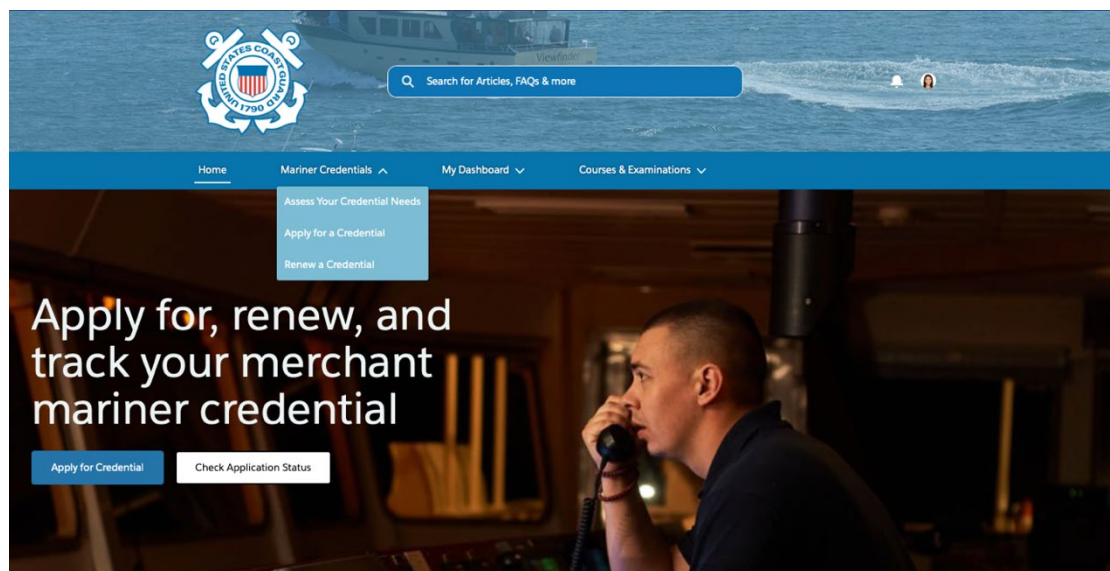 UNITED STATES COAST GUARD
1790
Viewfinder
Search for Articles, FAQs & more
Home
Mariner Credentials
My Dashboard
Courses & Examinations
Assess Your Credential Needs
Apply for a Credential
Renew a Credential
Apply for, renew, and
track your merchant
mariner credential
Apply for Credential
Check Application Status